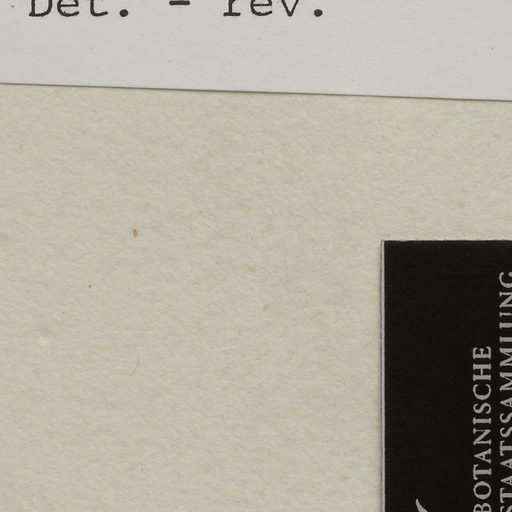 Det. - rev.
BOTANISCHE
STAATSSAMMLUNG